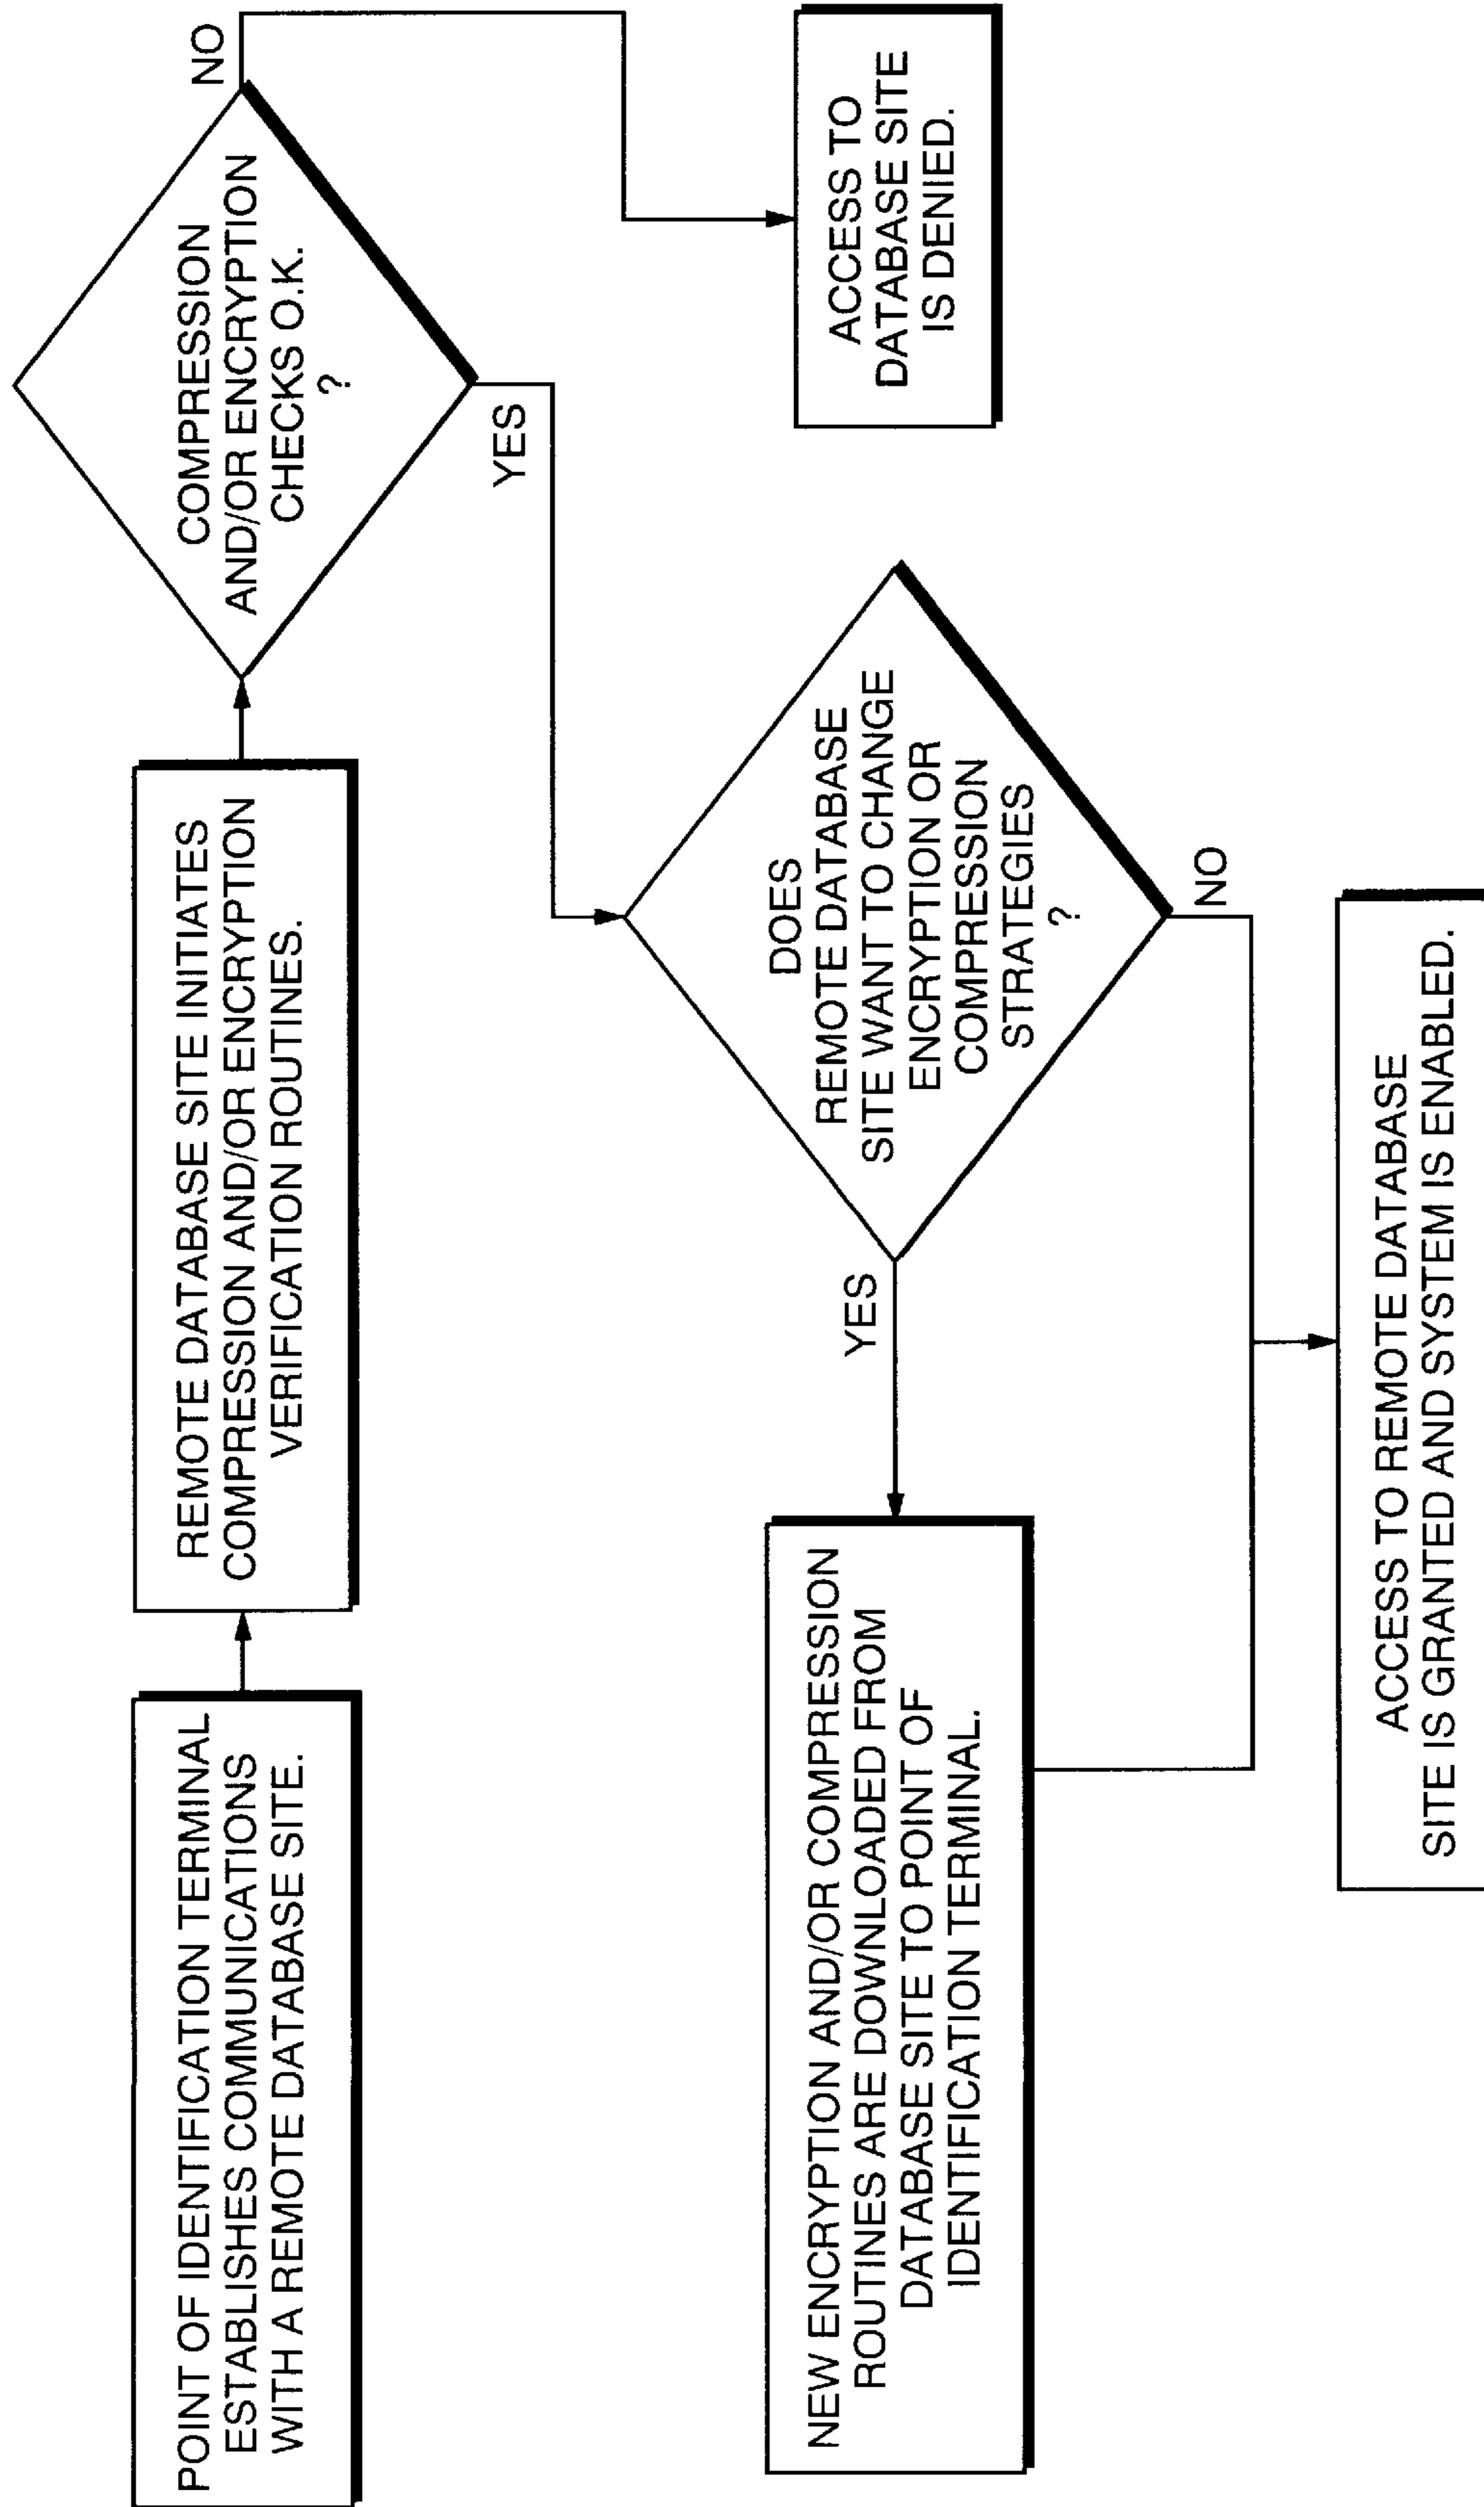 POINT OF IDENTIFICATION TERMINAL
ESTABLISHES COMMUNICATIONS
WITH A REMOTE DATABASE SITE.
REMOTE DATABASE SITE INITIATES
COMPRESSION AND/OR ENCRYPTION
VERIFICATION ROUTINES.
COMPRESSION
AND/OR ENCRYPTION
CHECKS O.K.
?
NO
YES
ACCESS TO
DATABASE SITE
IS DENIED.
DOES
REMOTE DATABASE
SITE WANT TO CHANGE
ENCRYPTION OR
COMPRESSION
STRATEGIES
?
YES
NO
NEW ENCRYPTION AND/OR COMPRESSION
ROUTINES ARE DOWNLOADED FROM
DATABASE SITE TO POINT OF
IDENTIFICATION TERMINAL.
ACCESS TO REMOTE DATABASE
SITE IS GRANTED AND SYSTEM IS ENABLED.